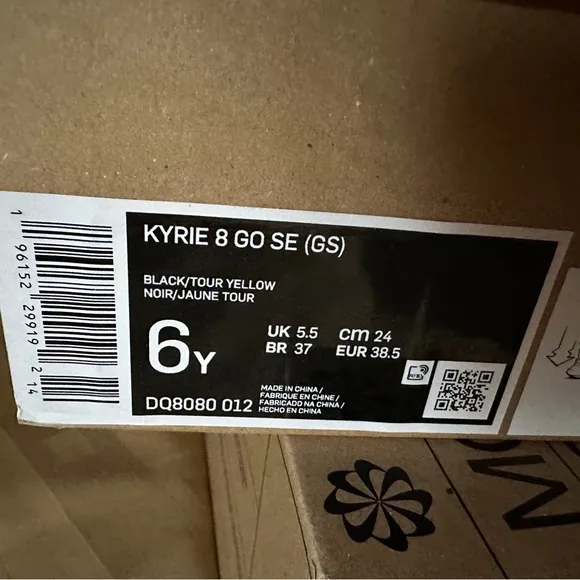 KYRIE 8 GO SE (GS)
BLACK/TOUR YELLOW
NOIR/JAUNE TOUR
6Y
UK 5.5 cm 24
BR 37 EUR 38.5
DQ8080 012
MADE IN CHINA /
FABRIQUE EN CHINE /
FABRICADO NA CHINA /
HECHO EN CHINA
1 96152 29919 2 14